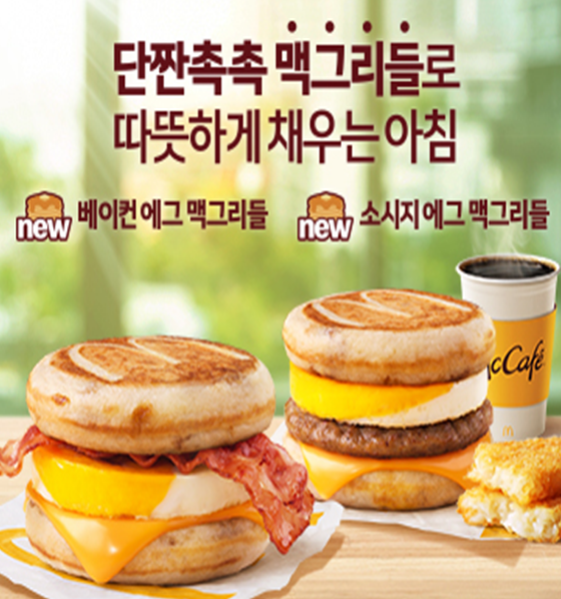 단짠촉촉 맥그리들로
따뜻하게 채우는 아침
new 베이컨 에그 맥그리들
new 소시지 에그 맥그리들
cCafé